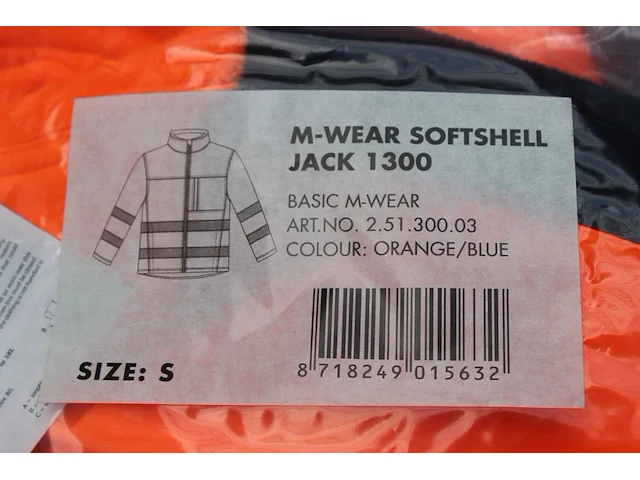 M-WEAR SOFTSHELL
JACK 1300
BASIC M-WEAR
ART.NO. 2.51.300.03
COLOUR: ORANGE/BLUE
SIZE: S
8 718249 015632